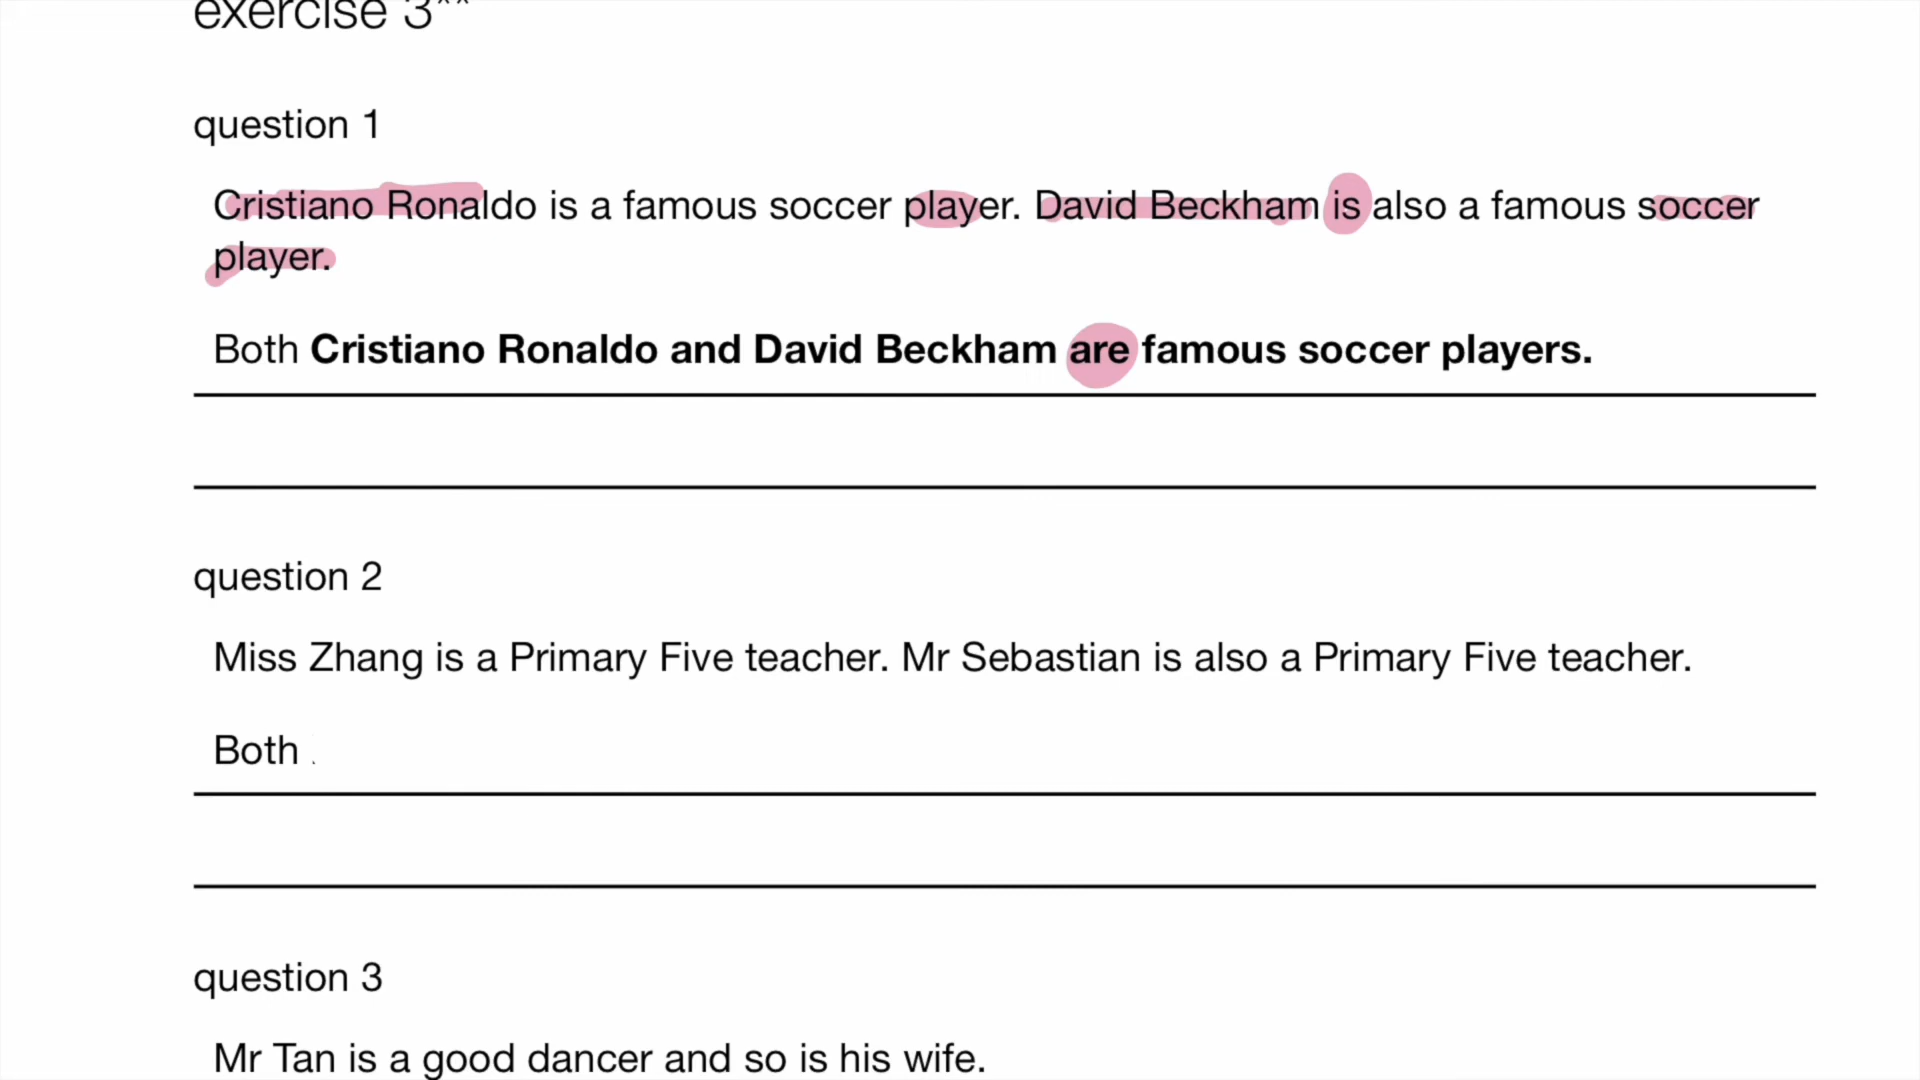 exercise 3**
question 1
Cristiano Ronaldo is a famous soccer player. David Beckham is also a famous soccer
player.
Both Cristiano Ronaldo and David Beckham are famous soccer players.
question 2
Miss Zhang is a Primary Five teacher. Mr Sebastian is also a Primary Five teacher.
Both
question 3
Mr Tan is a good dancer and so is his wife.